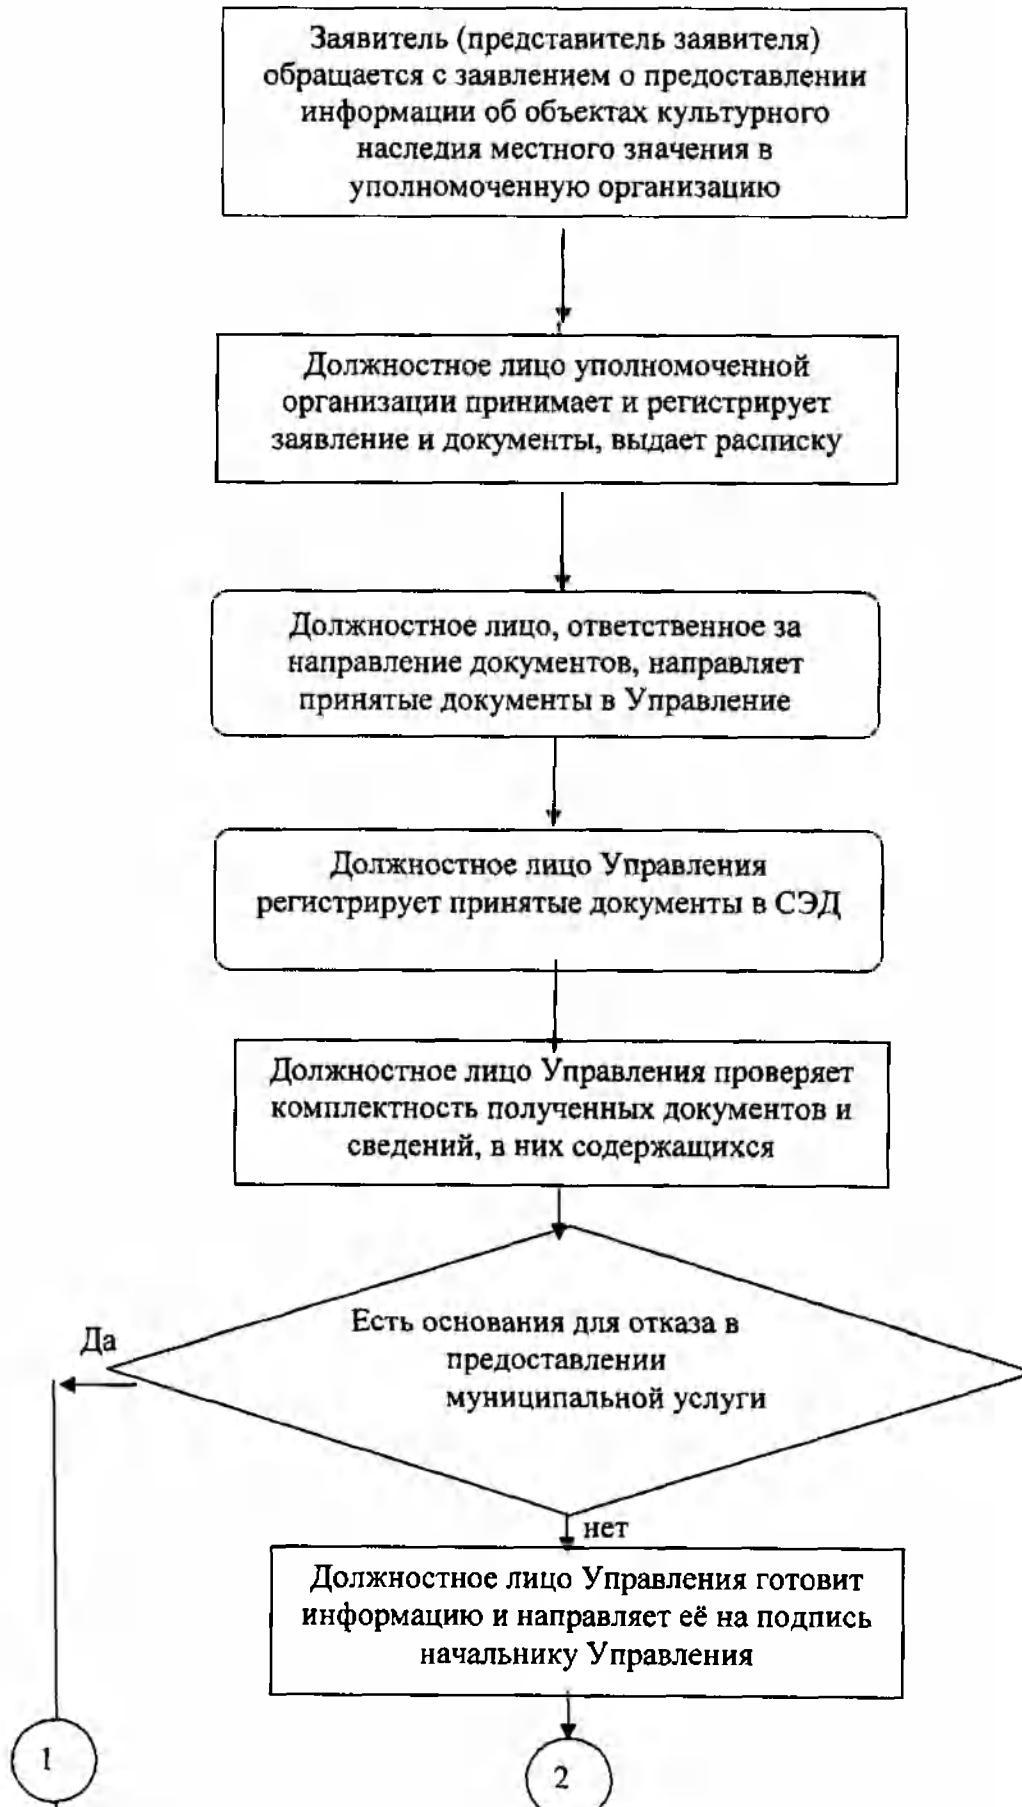 Заявитель (представитель заявителя)
обращается с заявлением о предоставлении
информации об объектах культурного
наследия местного значения в
уполномоченную организацию
Должностное лицо уполномоченной
организации принимает и регистрирует
заявление и документы, выдает расписку
Должностное лицо, ответственное за
направление документов, направляет
принятые документы в Управление
Должностное лицо Управления
регистрирует принятые документы в СЭД
Должностное лицо Управления проверяет
комплектность полученных документов и
сведений, в них содержащихся
Есть основания для отказа в
предоставлении
муниципальной услуги
Да
нет
Должностное лицо Управления готовит
информацию и направляет её на подпись
начальнику Управления
1
2